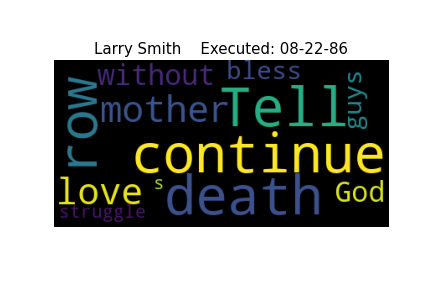 Larry Smith    Executed: 08-22-86
without bless
row mother Tell guys
continue
love s death God
struggle